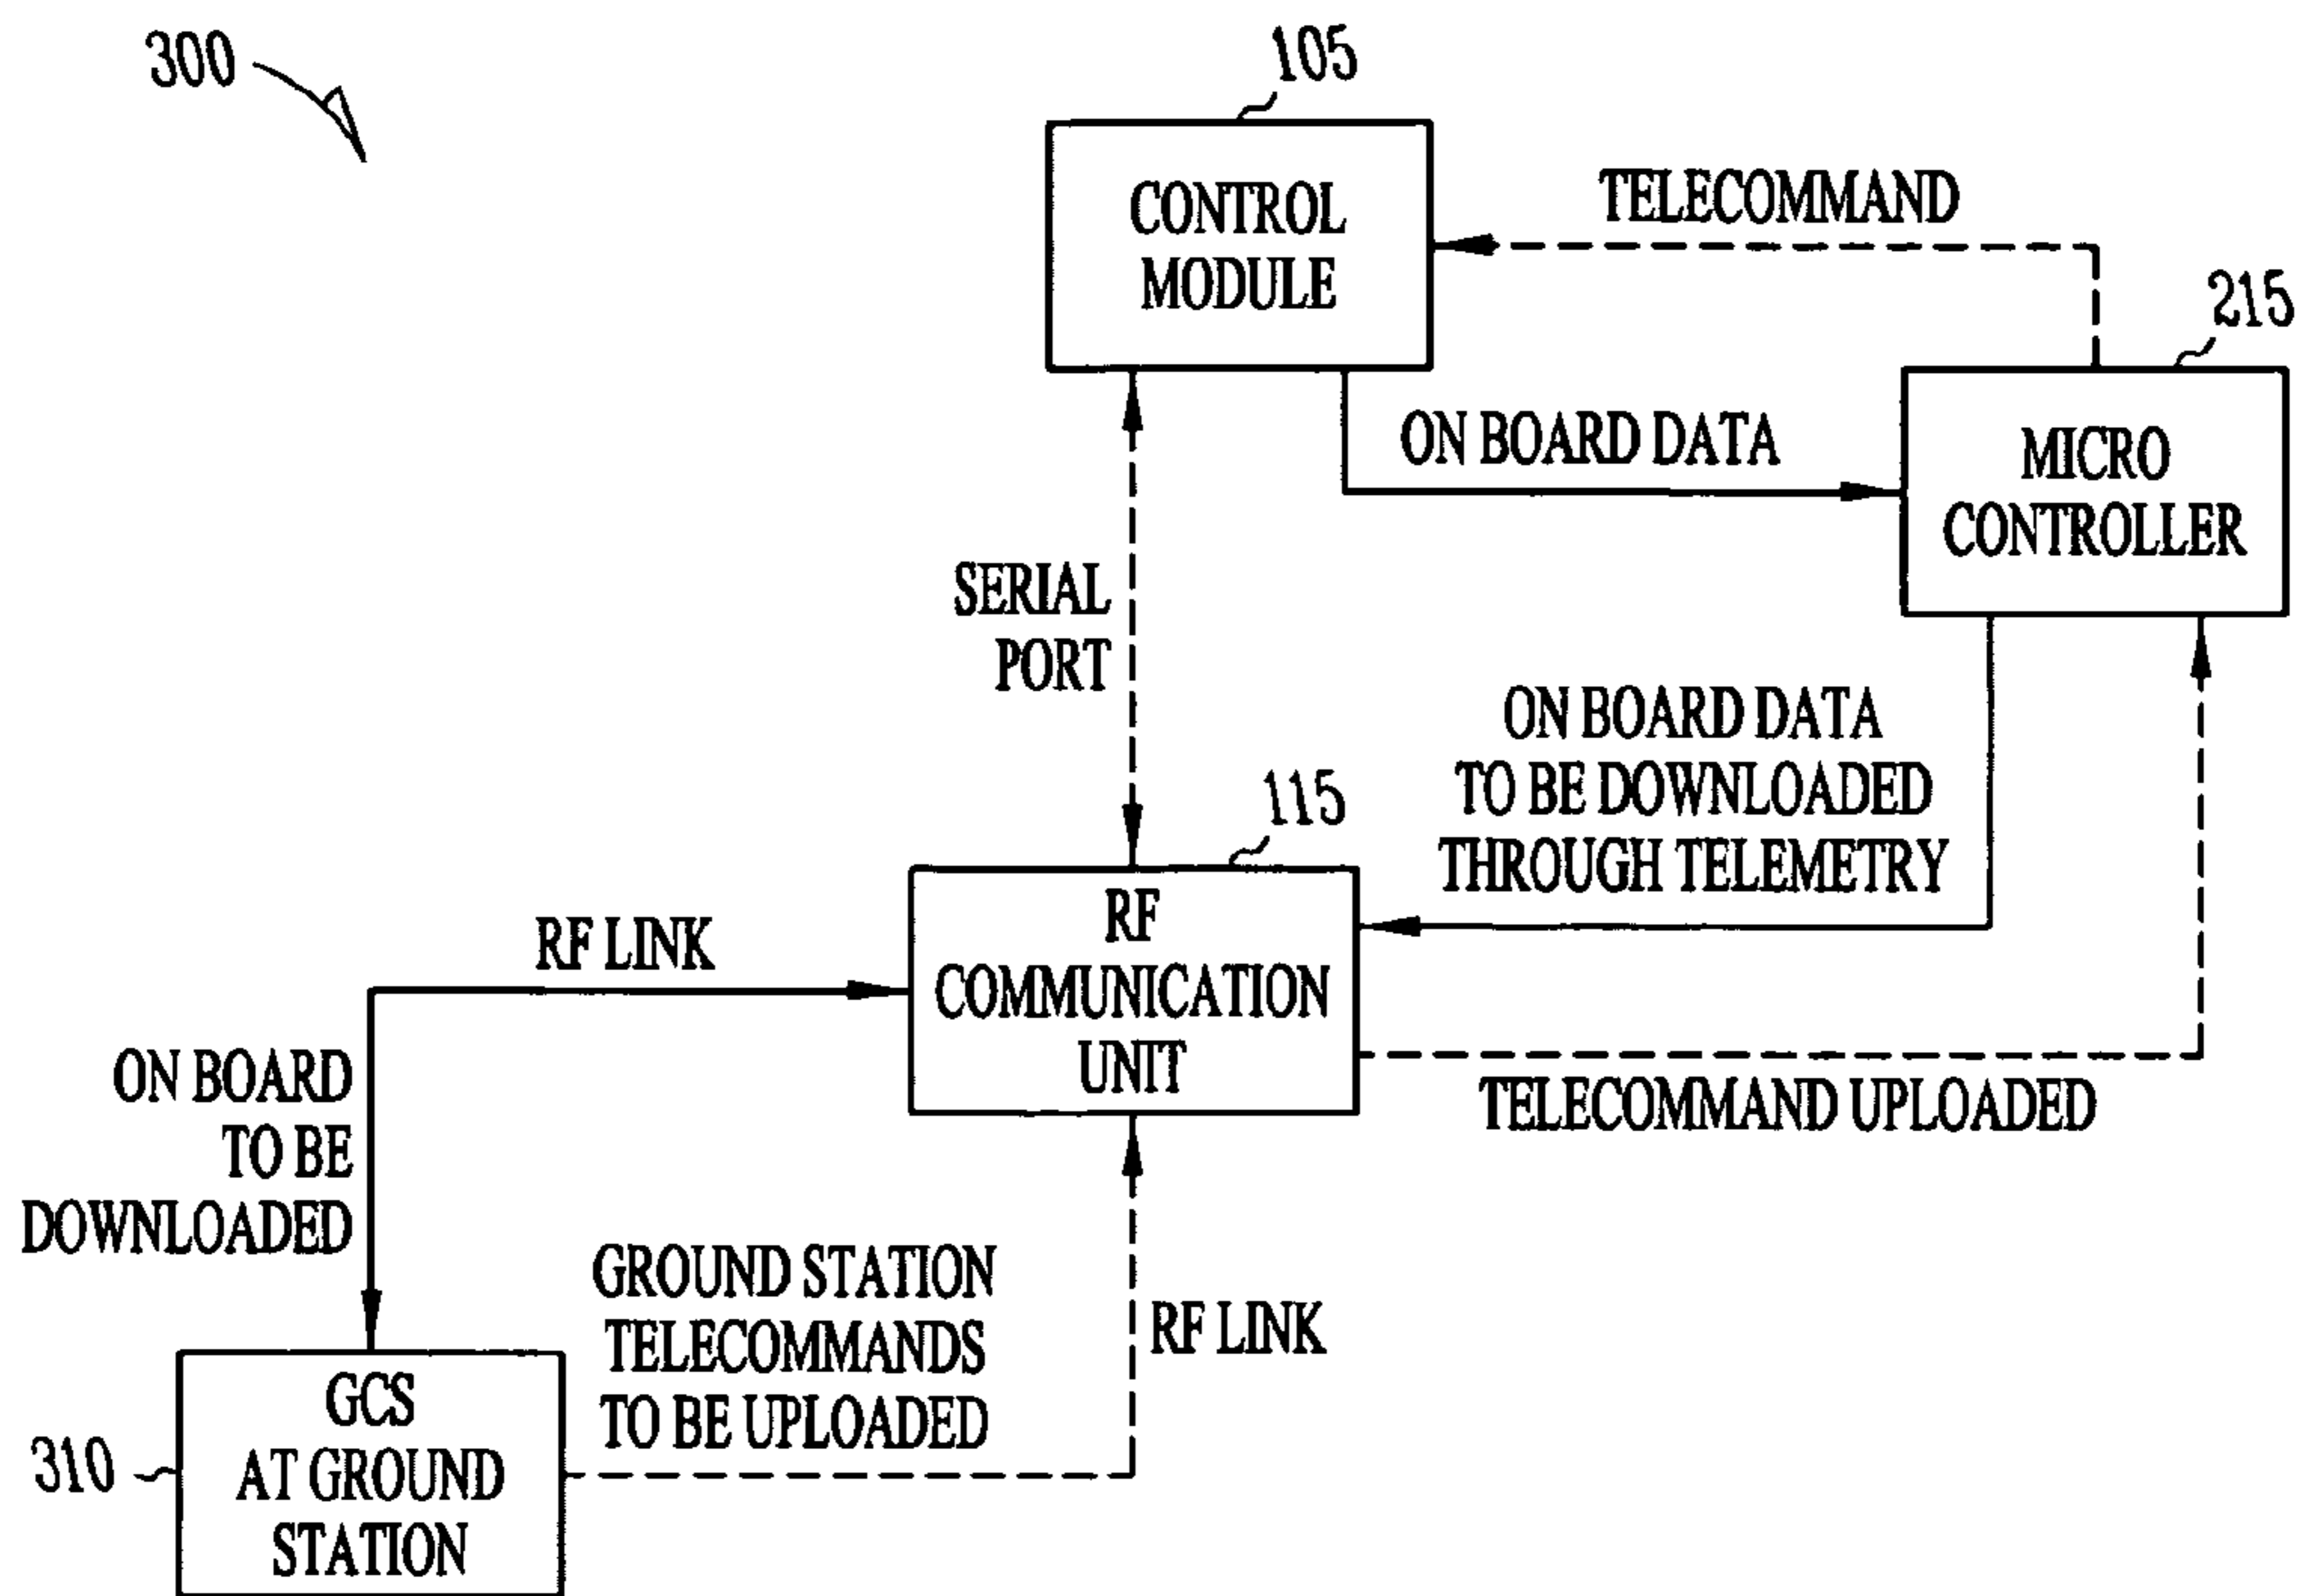 300
105
CONTROL
MODULE
TELECOMMAND
215
ON BOARD DATA
MICRO
CONTROLLER
SERIAL
PORT
ON BOARD DATA
TO BE DOWNLOADED
THROUGH TELEMETRY
115
RF
COMMUNICATION
UNIT
RF LINK
ON BOARD
TO BE
DOWNLOADED
TELECOMMAND UPLOADED
GROUND STATION
TELECOMMANDS
TO BE UPLOADED
RF LINK
310
GCS
AT GROUND
STATION